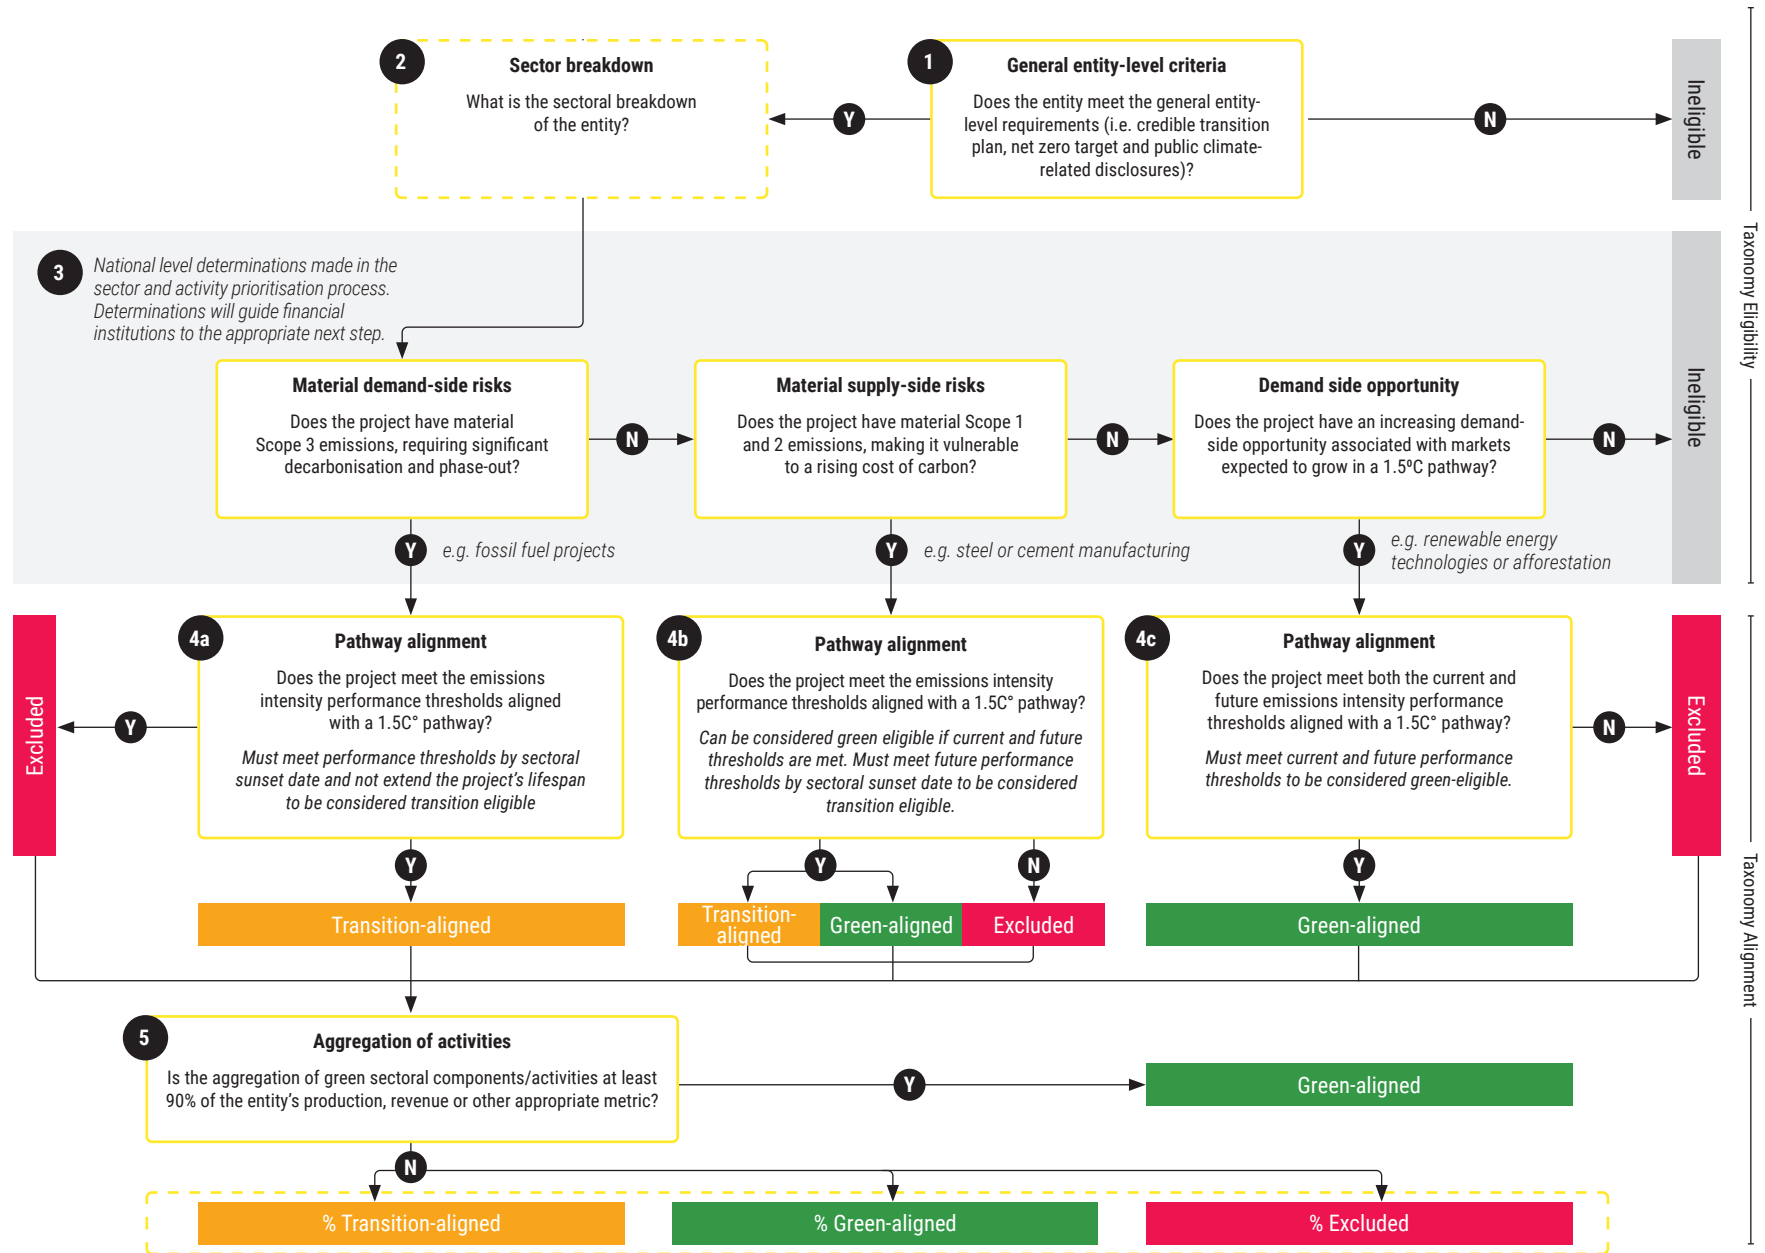 2
Sector breakdown
What is the sectoral breakdown
of the entity?
Y
1
General entity-level criteria
Does the entity meet the general entity-
level requirements (i.e. credible transition
plan, net zero target and public climate-
related disclosures)?
N
Ineligible
Taxonomy Eligibility
3
National level determinations made in the
sector and activity prioritisation process.
Determinations will guide financial
institutions to the appropriate next step.
Material demand-side risks
Does the project have material
Scope 3 emissions, requiring significant
decarbonisation and phase-out?
N
Material supply-side risks
Does the project have material Scope 1
and 2 emissions, making it vulnerable
to a rising cost of carbon?
N
Demand side opportunity
Does the project have an increasing demand-
side opportunity associated with markets
expected to grow in a 1.5ºC pathway?
N
Ineligible
Y
e.g. fossil fuel projects
Y
e.g. steel or cement manufacturing
Y
e.g. renewable energy
technologies or afforestation
Excluded
Y
4a
Pathway alignment
Does the project meet the emissions
intensity performance thresholds aligned
with a 1.5C° pathway?
Must meet performance thresholds by sectoral
sunset date and not extend the project's lifespan
to be considered transition eligible
4b
Pathway alignment
Does the project meet the emissions intensity
performance thresholds aligned with a 1.5C° pathway?
Can be considered green eligible if current and future
thresholds are met. Must meet future performance
thresholds by sectoral sunset date to be considered
transition eligible.
4c
Pathway alignment
Does the project meet both the current and
future emissions intensity performance
thresholds aligned with a 1.5C° pathway?
Must meet current and future performance
thresholds to be considered green-eligible.
N
Excluded
Taxonomy Alignment
Y
Y
N
Y
Transition-aligned
Transition-
aligned
Green-aligned
Excluded
Green-aligned
5
Aggregation of activities
Is the aggregation of green sectoral components/activities at least
90% of the entity's production, revenue or other appropriate metric?
Y
Green-aligned
N
% Transition-aligned
% Green-aligned
% Excluded